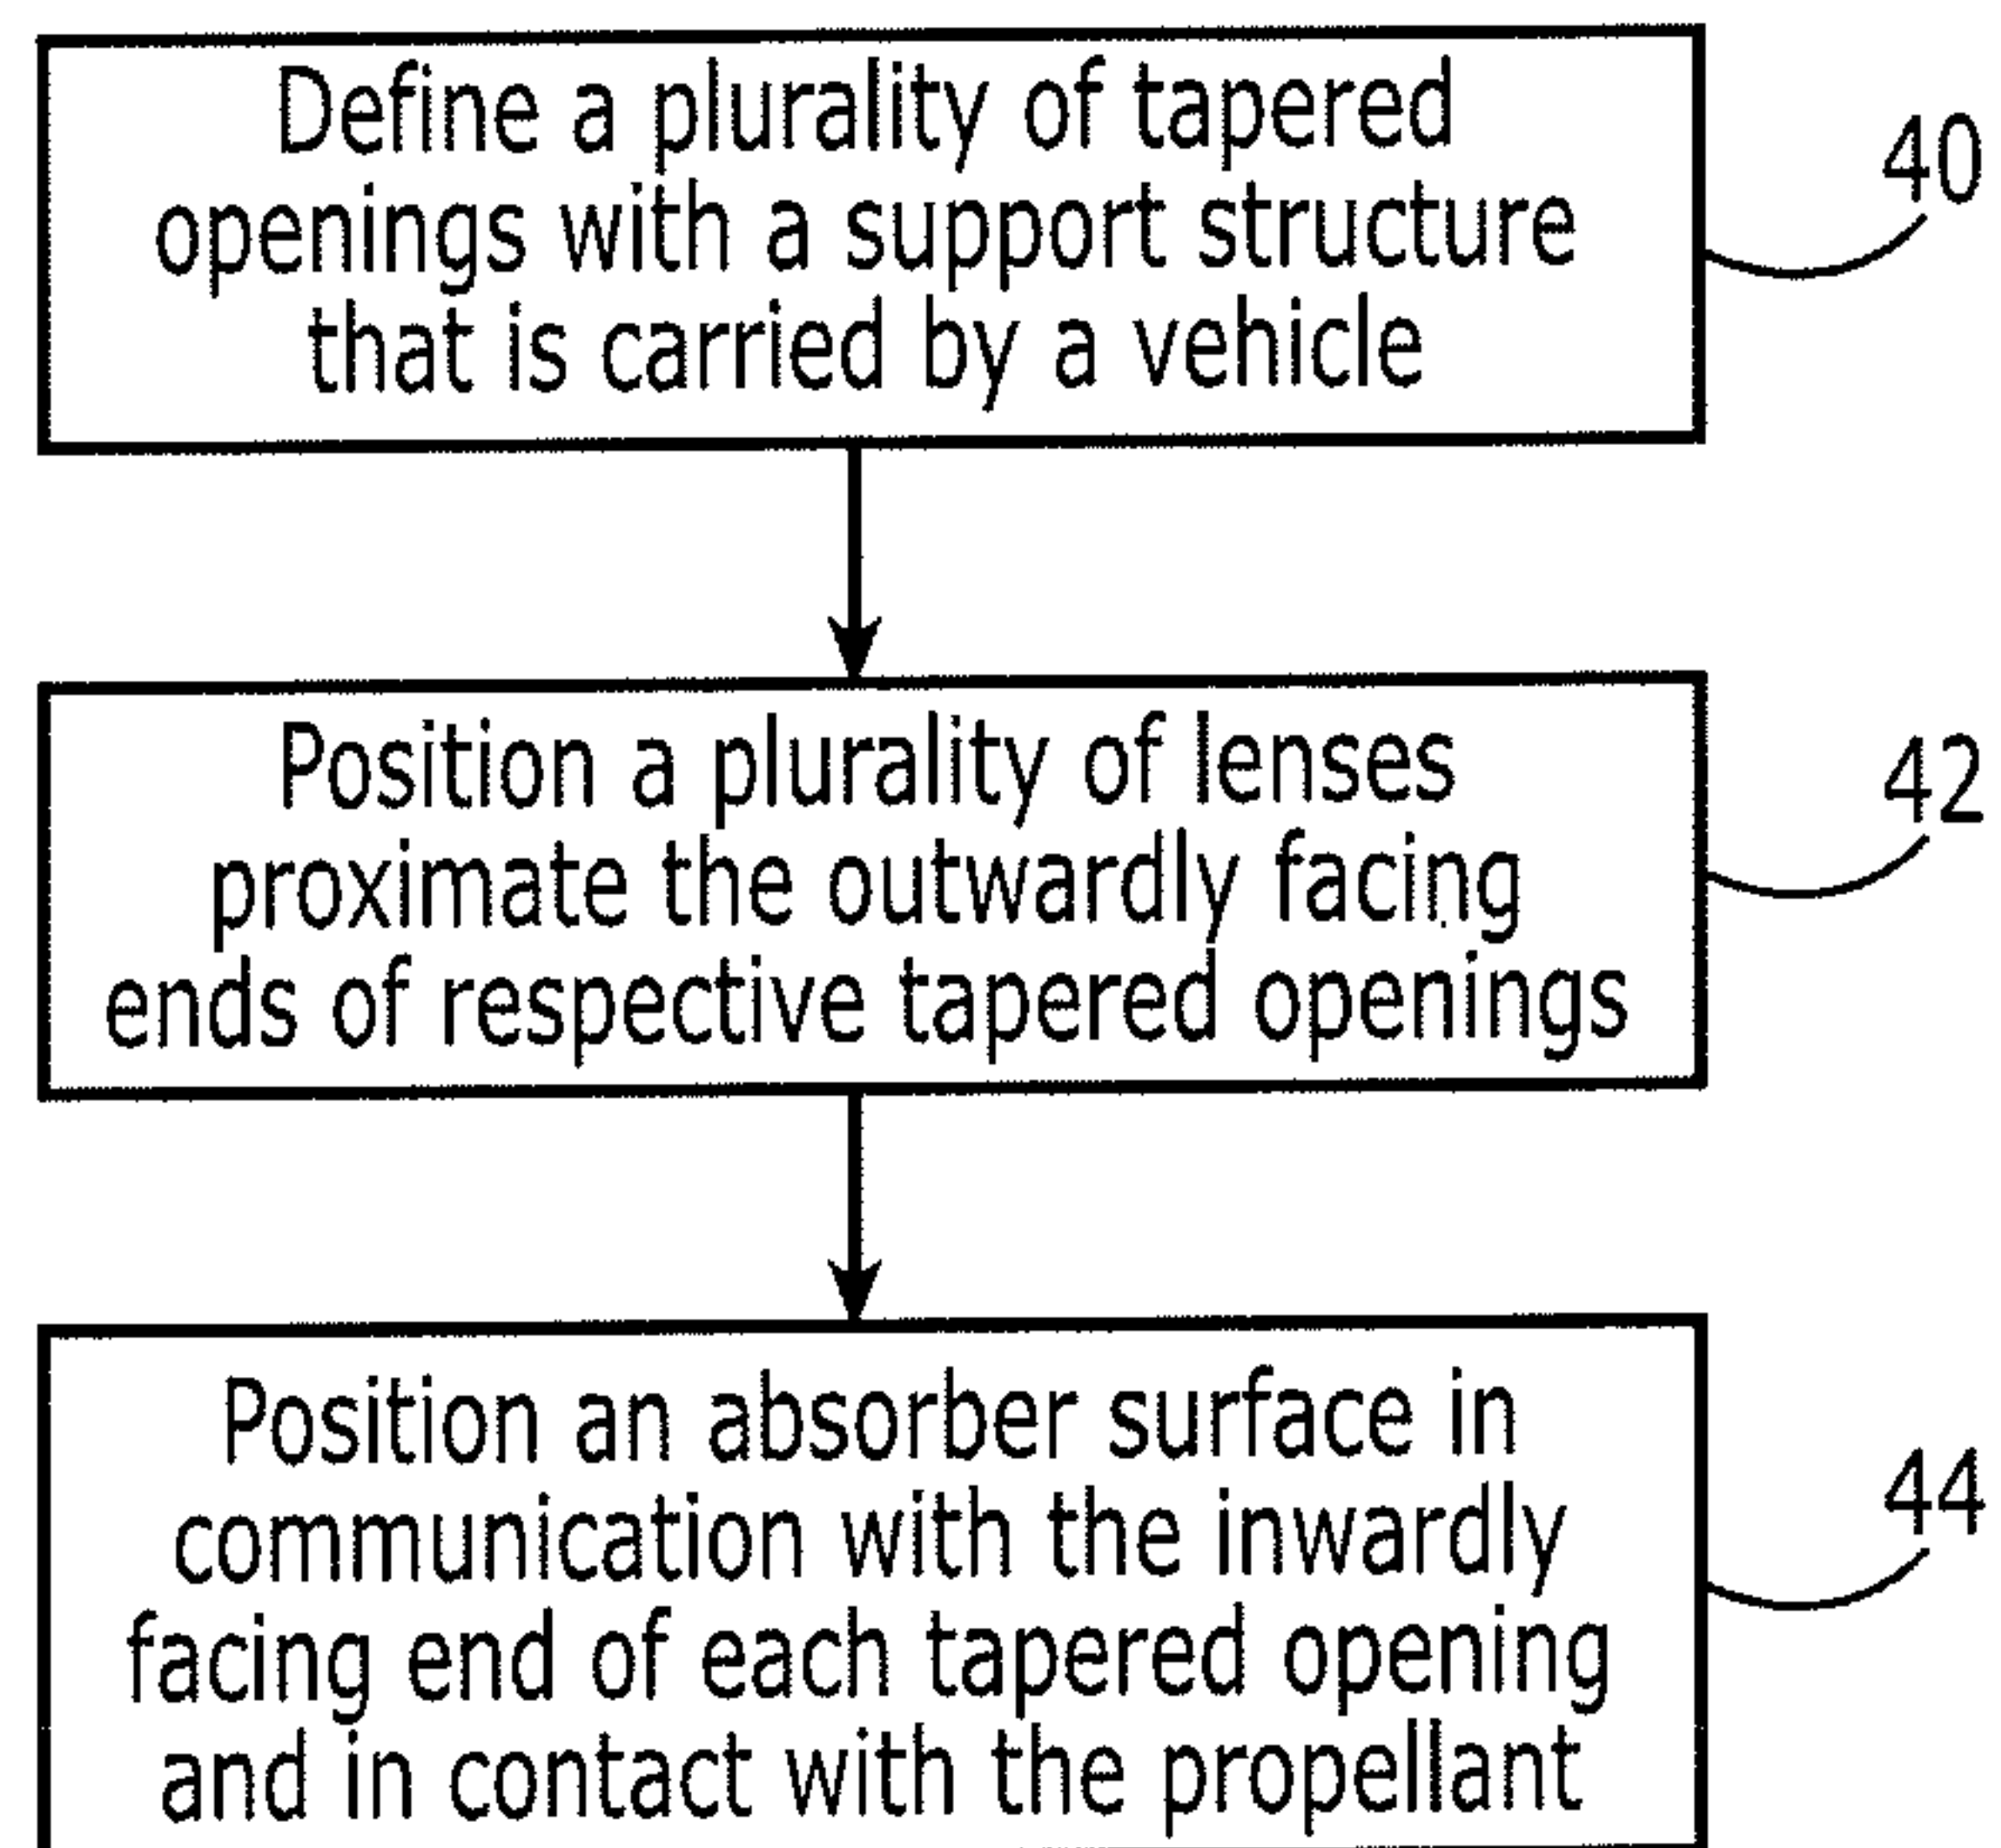 Define a plurality of tapered
openings with a support structure
that is carried by a vehicle
40
Position a plurality of lenses
proximate the outwardly facing
ends of respective tapered openings
42
Position an absorber surface in
communication with the inwardly
facing end of each tapered opening
and in contact with the propellant
44